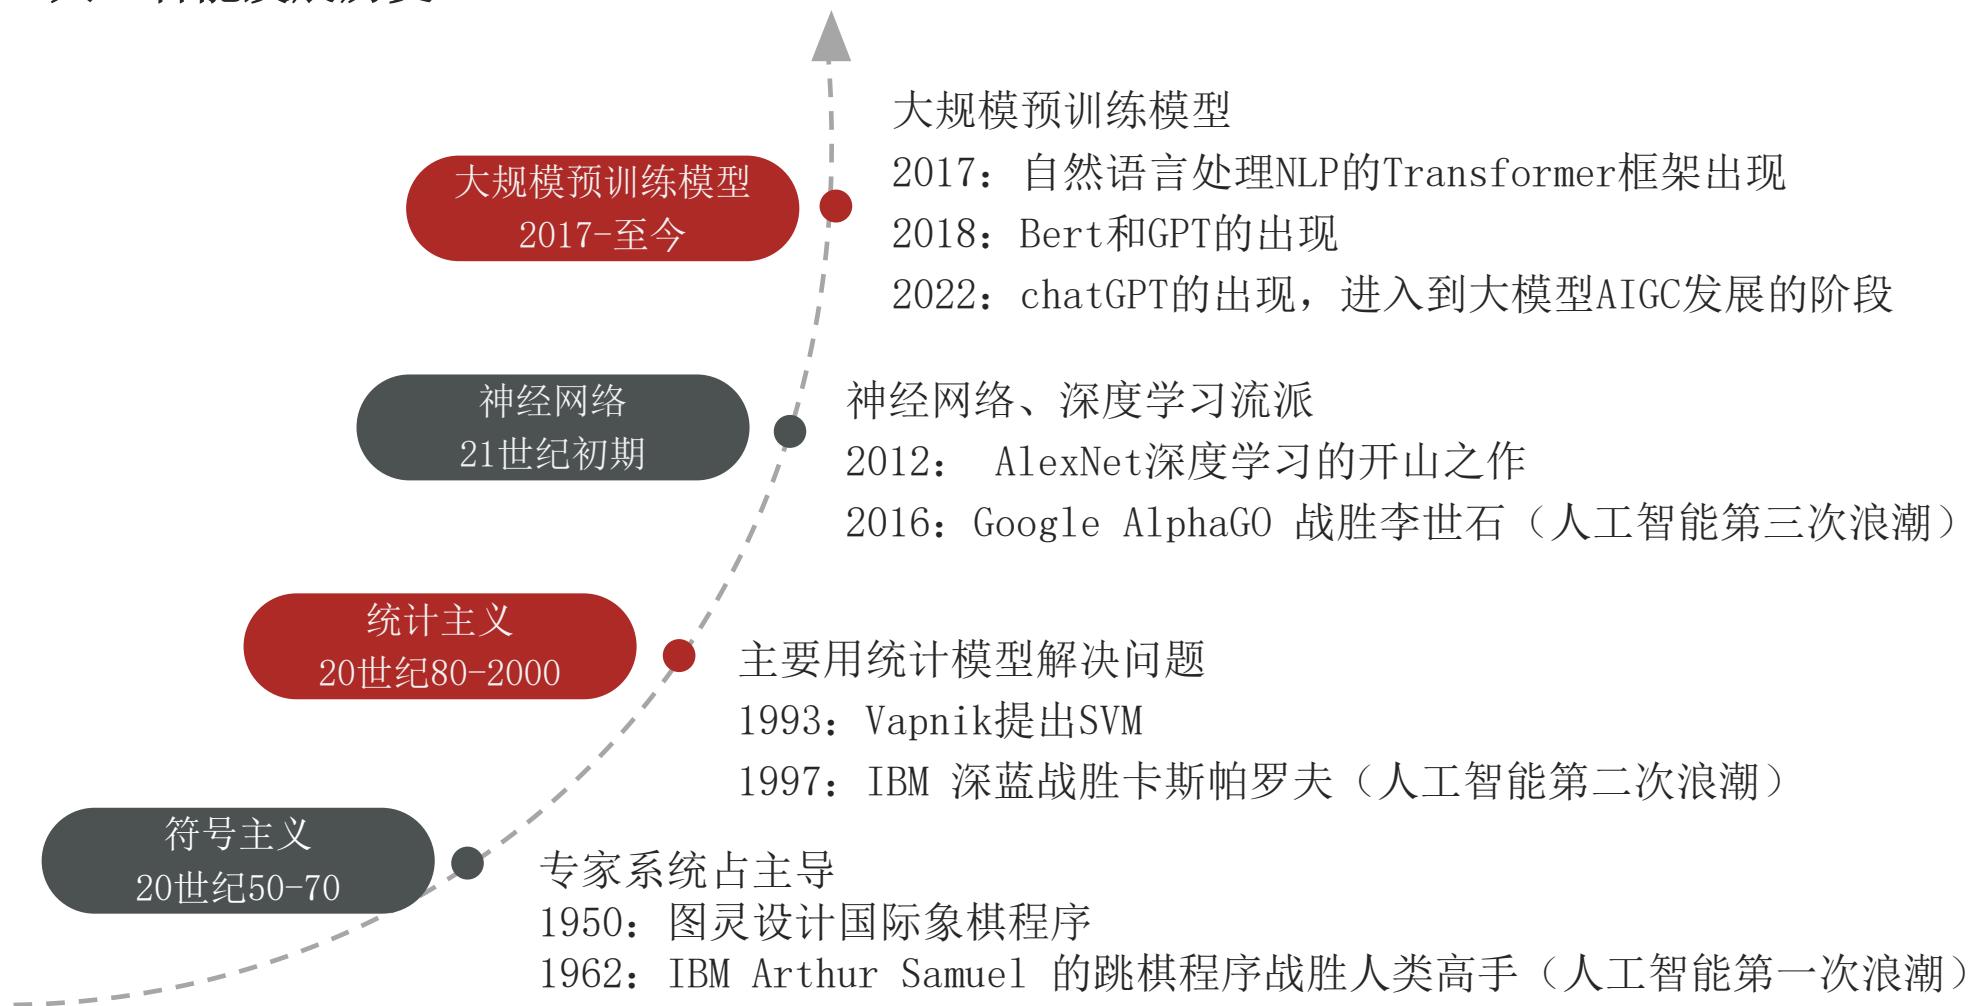 大规模预训练模型
2017-至今
大规模预训练模型
2017：自然语言处理NLP的Transformer框架出现
2018：Bert和GPT的出现
2022：chatGPT的出现，进入到大模型AIGC发展的阶段
神经网络
21世纪初期
神经网络、深度学习流派
2012： AlexNet深度学习的开山之作
2016：Google AlphaGO 战胜李世石（人工智能第三次浪潮）
统计主义
20世纪80-2000
主要用统计模型解决问题
1993：Vapnik提出SVM
1997：IBM 深蓝战胜卡斯帕罗夫（人工智能第二次浪潮）
符号主义
20世纪50-70
专家系统占主导
1950：图灵设计国际象棋程序
1962：IBM Arthur Samuel 的跳棋程序战胜人类高手（人工智能第一次浪潮）